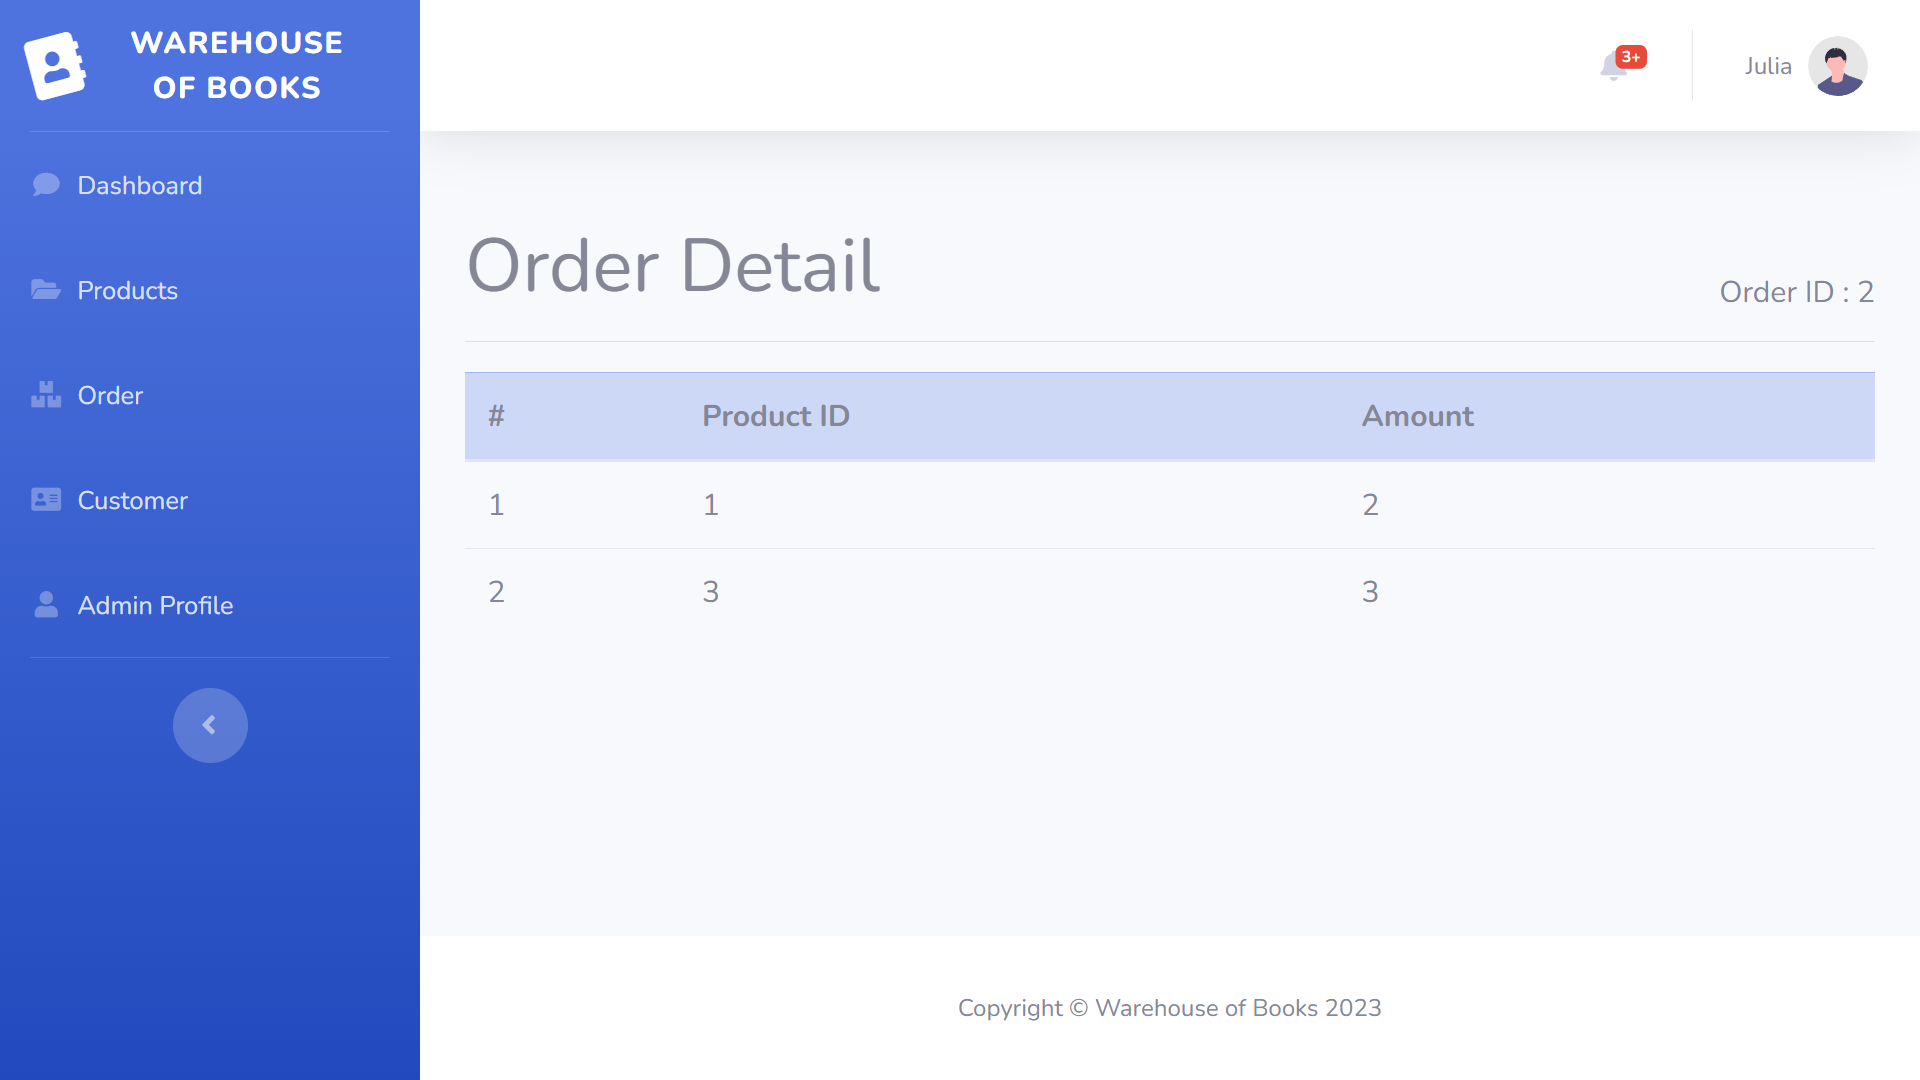 WAREHOUSE
OF BOOKS
Dashboard
Products
Order
Customer
Admin Profile
3+
Julia
Order Detail
Order ID : 2
# Product ID Amount
1 1 2
2 3 3
Copyright © Warehouse of Books 2023